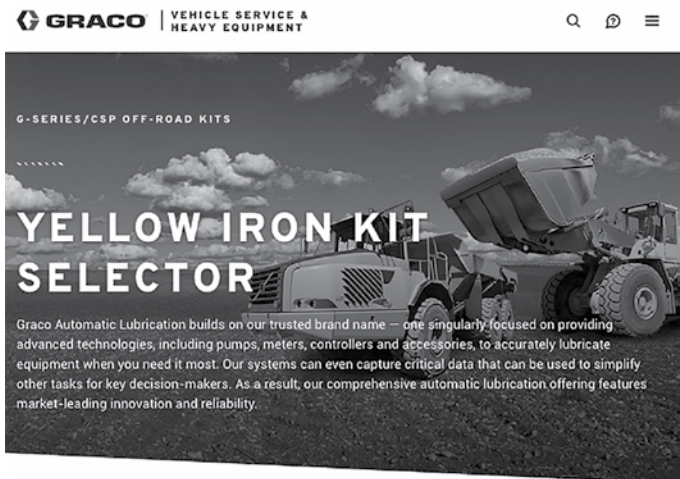 GRACO
VEHICLE SERVICE &
HEAVY EQUIPMENT
G-SERIES/CSP OFF-ROAD KITS
YELLOW IRON KIT
SELECTOR
Graco Automatic Lubrication builds on our trusted brand name — one singularly focused on providing
advanced technologies, including pumps, meters, controllers and accessories, to accurately lubricate
equipment when you need it most. Our systems can even capture critical data that can be used to simplify
other tasks for key decision-makers. As a result, our comprehensive automatic lubrication offering features
market-leading innovation and reliability.